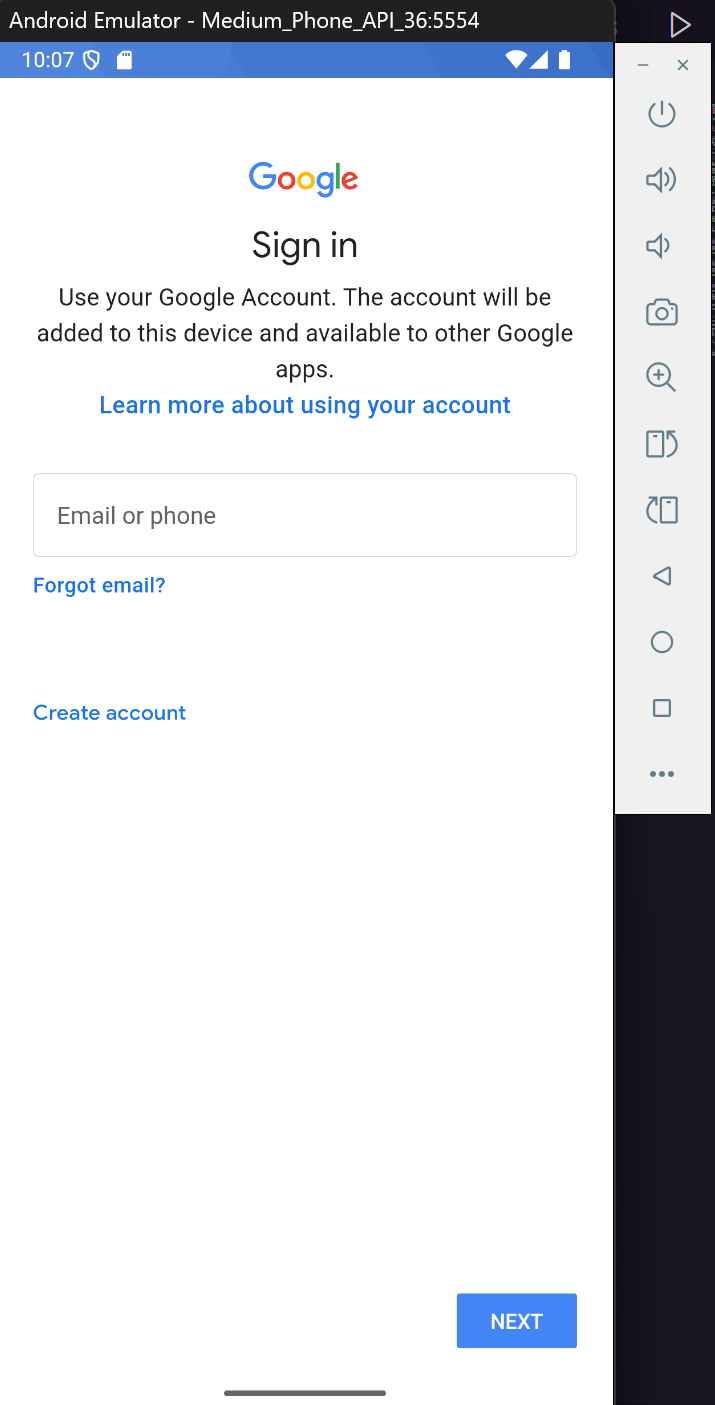 Android Emulator - Medium_Phone_API_36:5554
10:07
Google
Sign in
Use your Google Account. The account will be
added to this device and available to other Google
apps.
Learn more about using your account
Email or phone
Forgot email?
Create account
NEXT